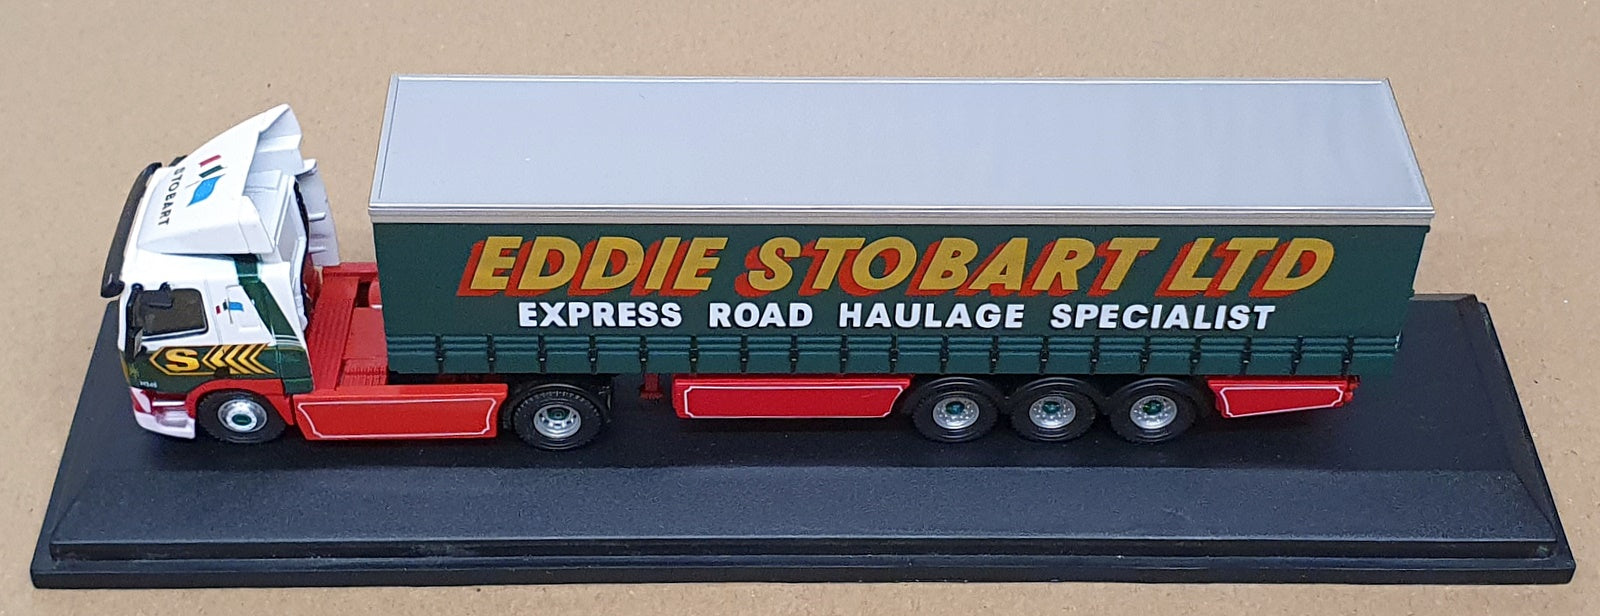 STOBART
S
EDDIE STOBART LTD
EXPRESS ROAD HAULAGE SPECIALIST